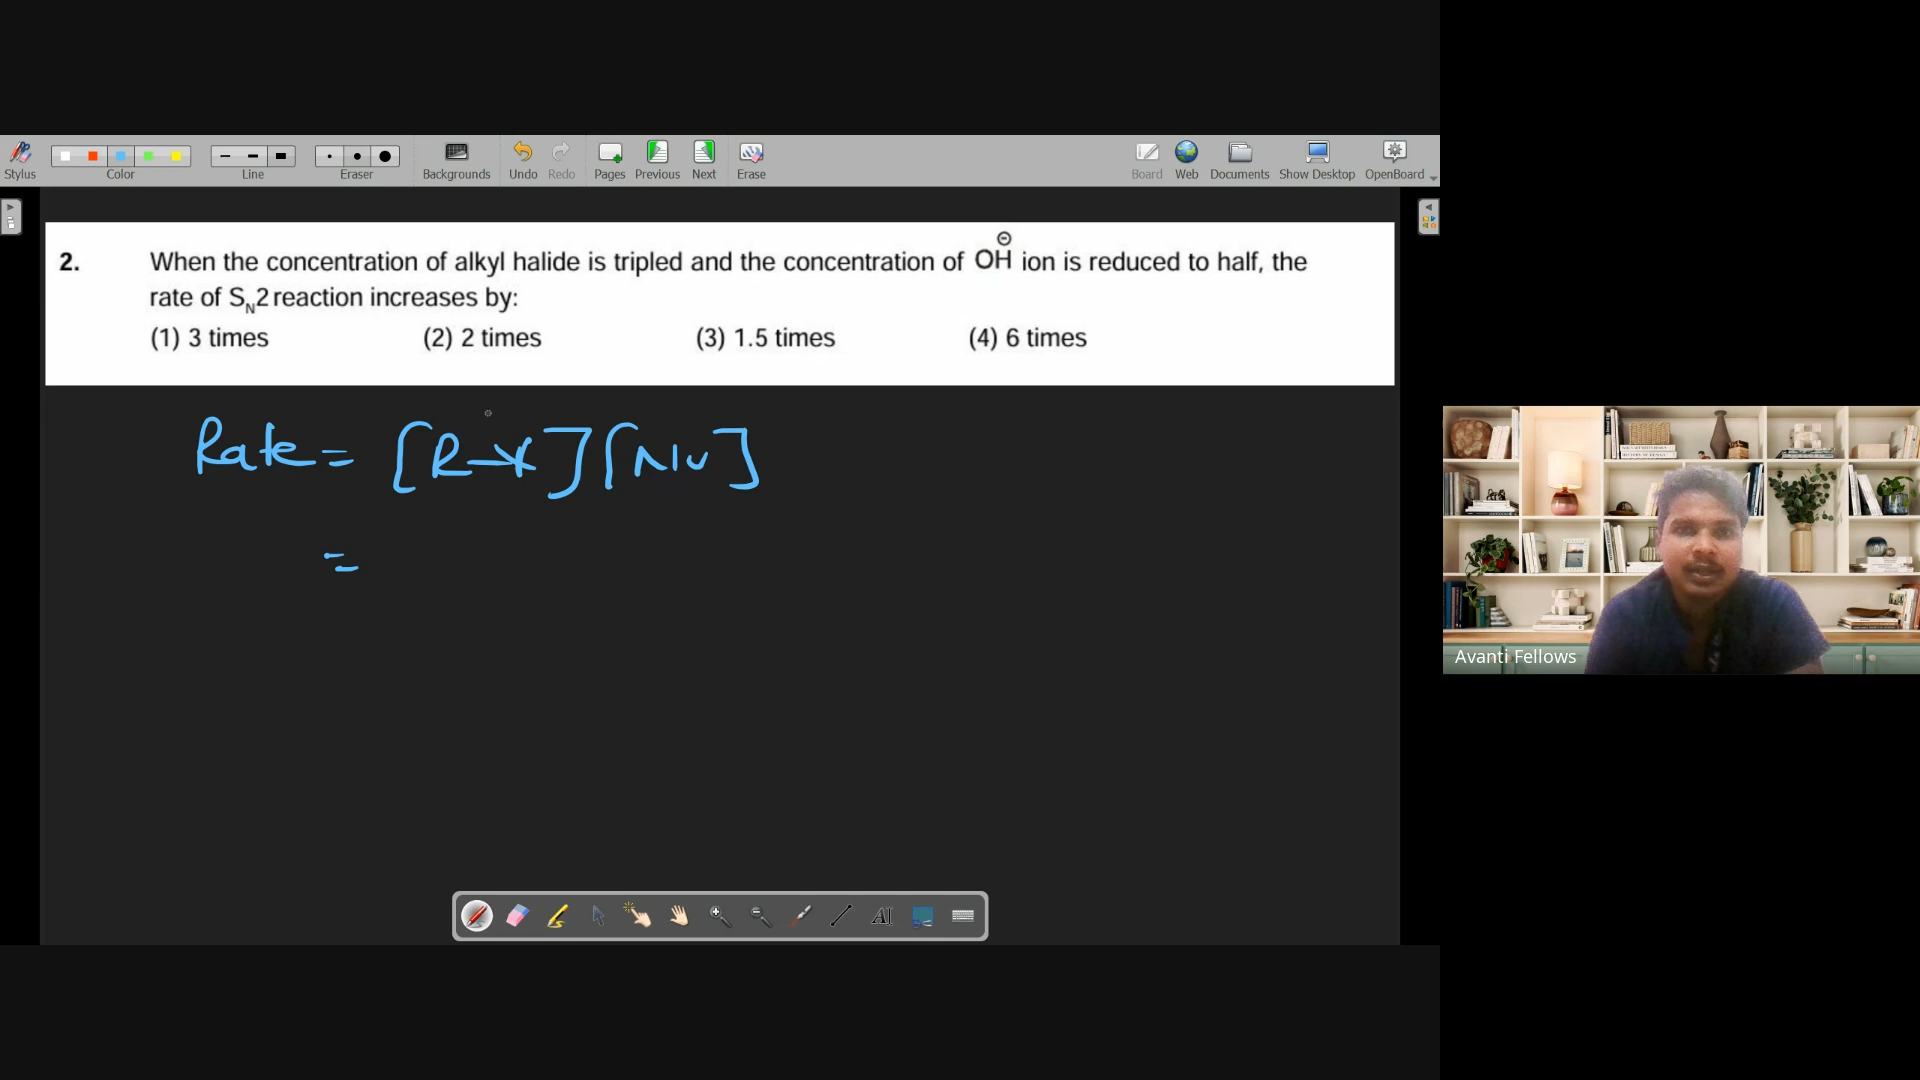 Stylus Color Line Eraser Backgrounds Undo Redo Pages Previous Next Erase Board Web Documents Show Desktop OpenBoard
2. When the concentration of alkyl halide is tripled and the concentration of OH⊖ ion is reduced to half, the
rate of SN2 reaction increases by:
(1) 3 times (2) 2 times (3) 1.5 times (4) 6 times
Rate = [R-X] [Nu]
=
Avanti Fellows